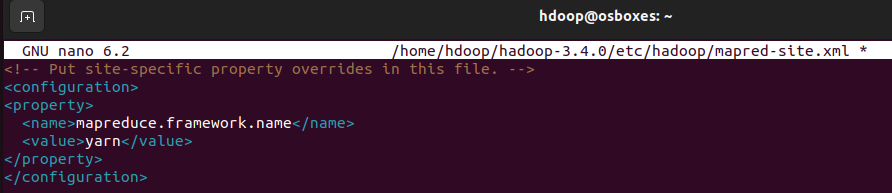 hdoop@osboxes: ~
GNU nano 6.2 /home/hdoop/hadoop-3.4.0/etc/hadoop/mapred-site.xml *
<!-- Put site-specific property overrides in this file. -->
<configuration>
<property>
  <name>mapreduce.framework.name</name>
  <value>yarn</value>
</property>
</configuration>